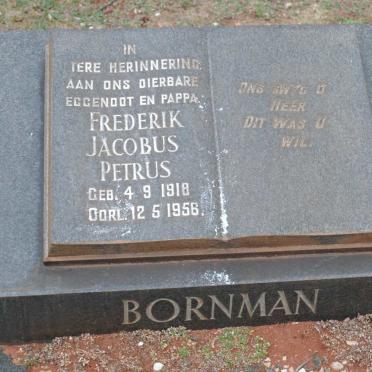 IN
TERE HERINNERING
AAN ONS DIERBARE
EGGENOOT EN PAPPA
FREDERIK
JACOBUS
PETRUS
GEB. 4 9 1918
OORL. 12 5 1956.
ONS SWYG O
HEER
DIT WAS U
WIL.
BORNMAN